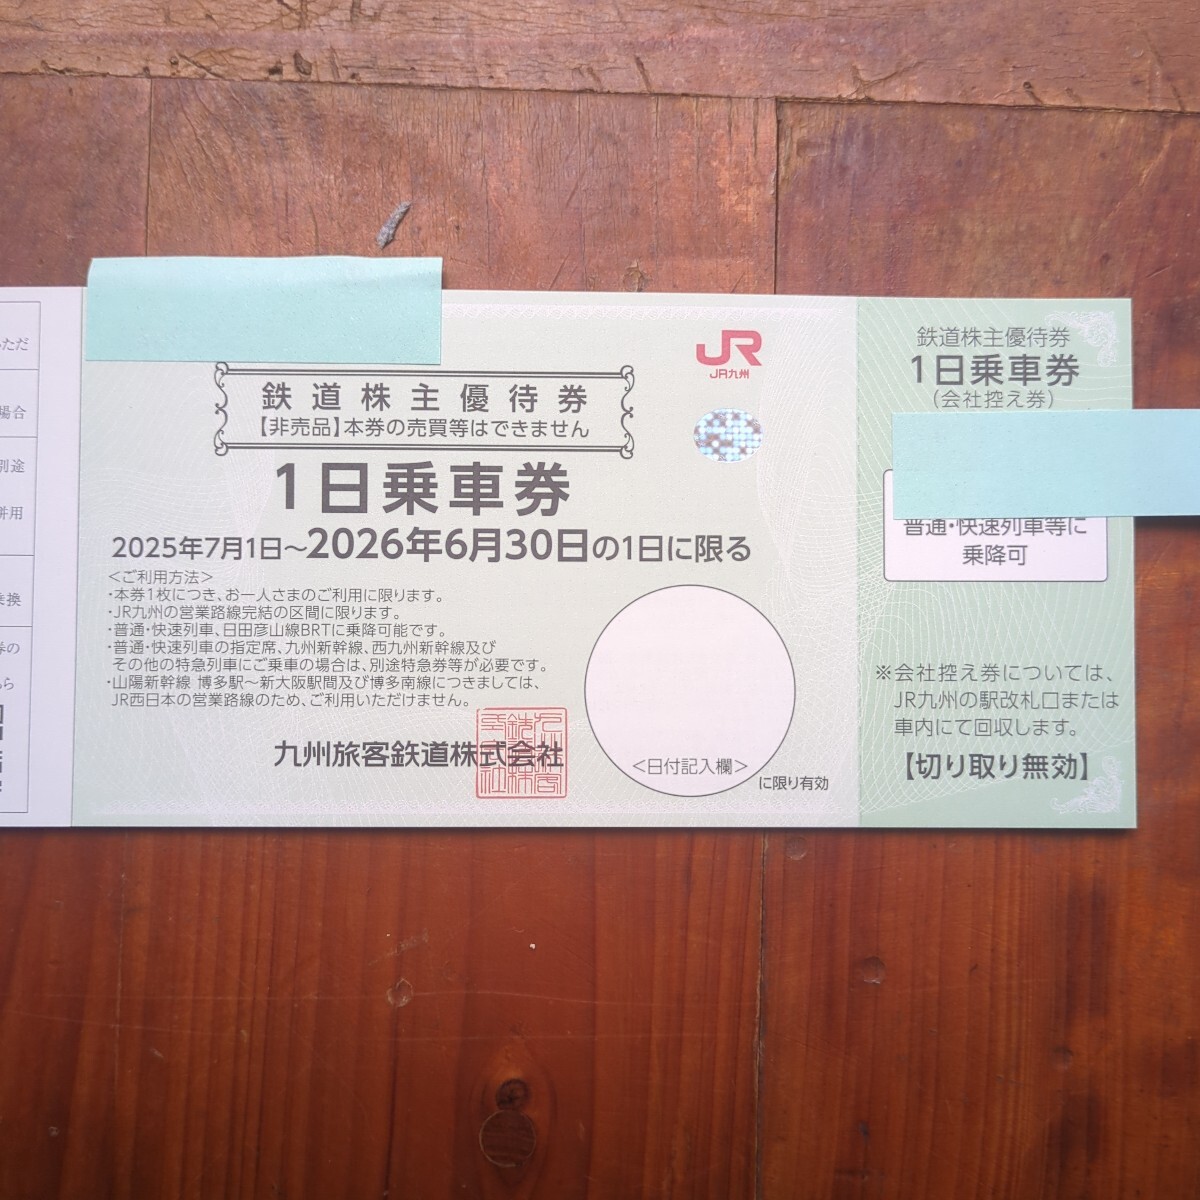 いただ
場合
別途
併用
乗換
券の
ちら
JR
JR九州
鉄道株主優待券
【非売品】本券の売買等はできません
1日乗車券
2025年7月1日～2026年6月30日の1日に限る
＜ご利用方法＞
・本券1枚につき、お一人さまのご利用に限ります。
・JR九州の営業路線完結の区間に限ります。
・普通・快速列車、日田彦山線BRTに乗降可能です。
・普通・快速列車の指定席、九州新幹線、西九州新幹線及び
その他の特急列車にご乗車の場合は、別途特急券等が必要です。
・山陽新幹線 博多駅～新大阪駅間及び博多南線につきましては、
JR西日本の営業路線のため、ご利用いただけません。
九州旅客鉄道株式会社
＜日付記入欄＞
に限り有効
鉄道株主優待券
1日乗車券
（会社控え券）
普通・快速列車等に
乗降可
※会社控え券については、
JR九州の駅改札口または
車内にて回収します。
【切り取り無効】